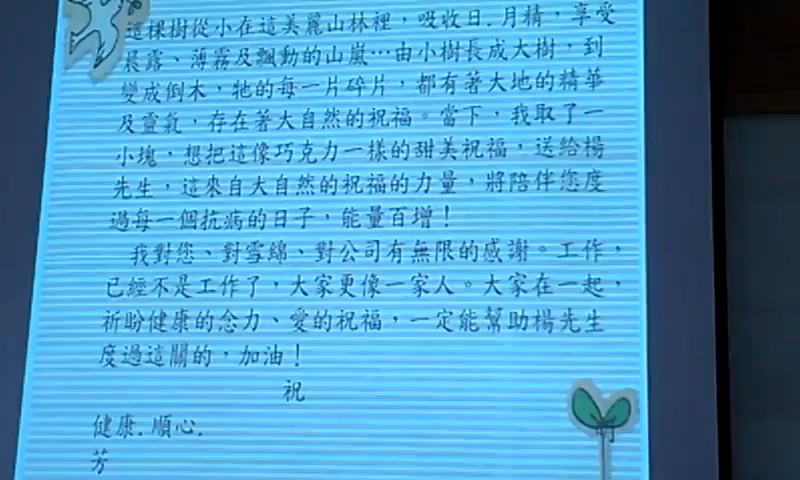 這棵樹從小在這美麗山林裡，吸收日.月精，享受
晨露、薄霧及飄動的山嵐…由小樹長成大樹，到
變成倒木，牠的每一片碎片，都有著大地的精華
及靈氣，存在著大自然的祝福。當下，我取了一
小塊，想把這像巧克力一樣的甜美祝福，送給楊
先生，這來自大自然的祝福的力量，將陪伴您度
過每一個抗病的日子，能量百增！
我對您、對雪綿、對公司有無限的感謝。工作，
已經不是工作了，大家更像一家人。大家在一起，
祈盼健康的念力、愛的祝福，一定能幫助楊先生
度過這關的，加油！
祝
健康.順心.
芳